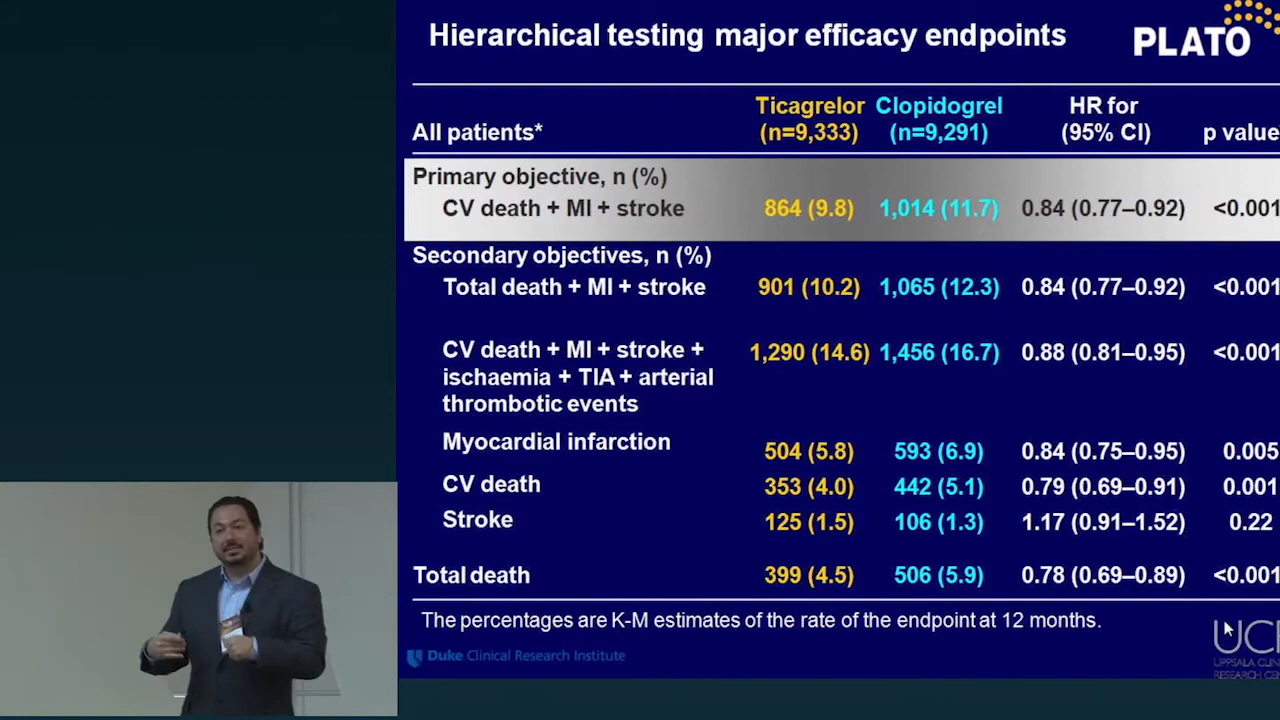 Hierarchical testing major efficacy endpoints
PLATO
All patients*
Ticagrelor (n=9,333)
Clopidogrel (n=9,291)
HR for (95% CI)
p value
Primary objective, n (%)
CV death + MI + stroke 864 (9.8) 1,014 (11.7) 0.84 (0.77–0.92) <0.001
Secondary objectives, n (%)
Total death + MI + stroke 901 (10.2) 1,065 (12.3) 0.84 (0.77–0.92) <0.001
CV death + MI + stroke + 1,290 (14.6) 1,456 (16.7) 0.88 (0.81–0.95) <0.001
ischaemia + TIA + arterial
thrombotic events
Myocardial infarction 504 (5.8) 593 (6.9) 0.84 (0.75–0.95) 0.005
CV death 353 (4.0) 442 (5.1) 0.79 (0.69–0.91) 0.001
Stroke 125 (1.5) 106 (1.3) 1.17 (0.91–1.52) 0.22
Total death 399 (4.5) 506 (5.9) 0.78 (0.69–0.89) <0.001
The percentages are K-M estimates of the rate of the endpoint at 12 months.
Duke Clinical Research Institute
UPPSALA
RESEARCH